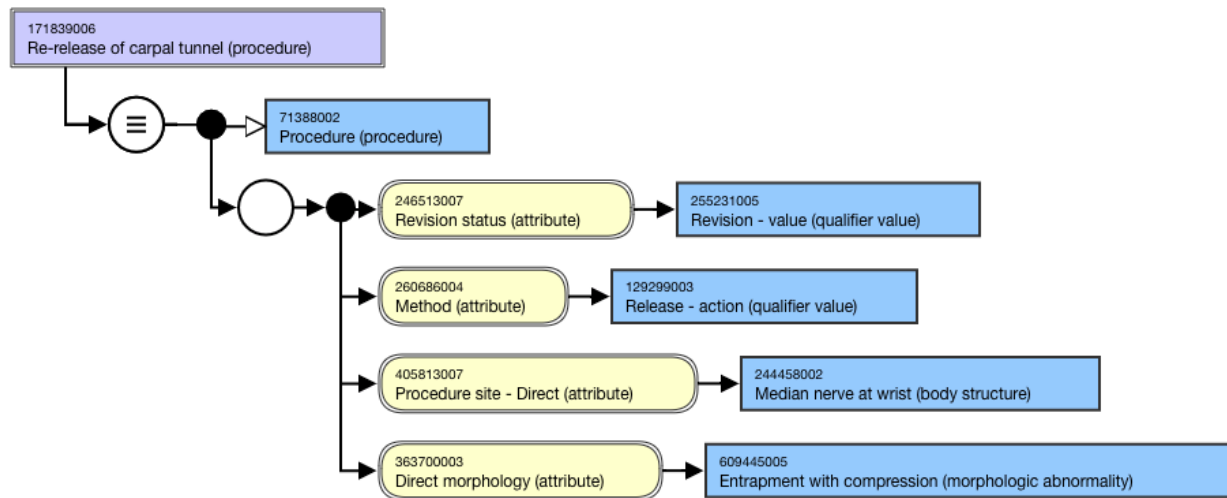 171839006
Re-release of carpal tunnel (procedure)
71388002
Procedure (procedure)
246513007
Revision status (attribute)
255231005
Revision - value (qualifier value)
260686004
Method (attribute)
129299003
Release - action (qualifier value)
405813007
Procedure site - Direct (attribute)
244458002
Median nerve at wrist (body structure)
363700003
Direct morphology (attribute)
609445005
Entrapment with compression (morphologic abnormality)